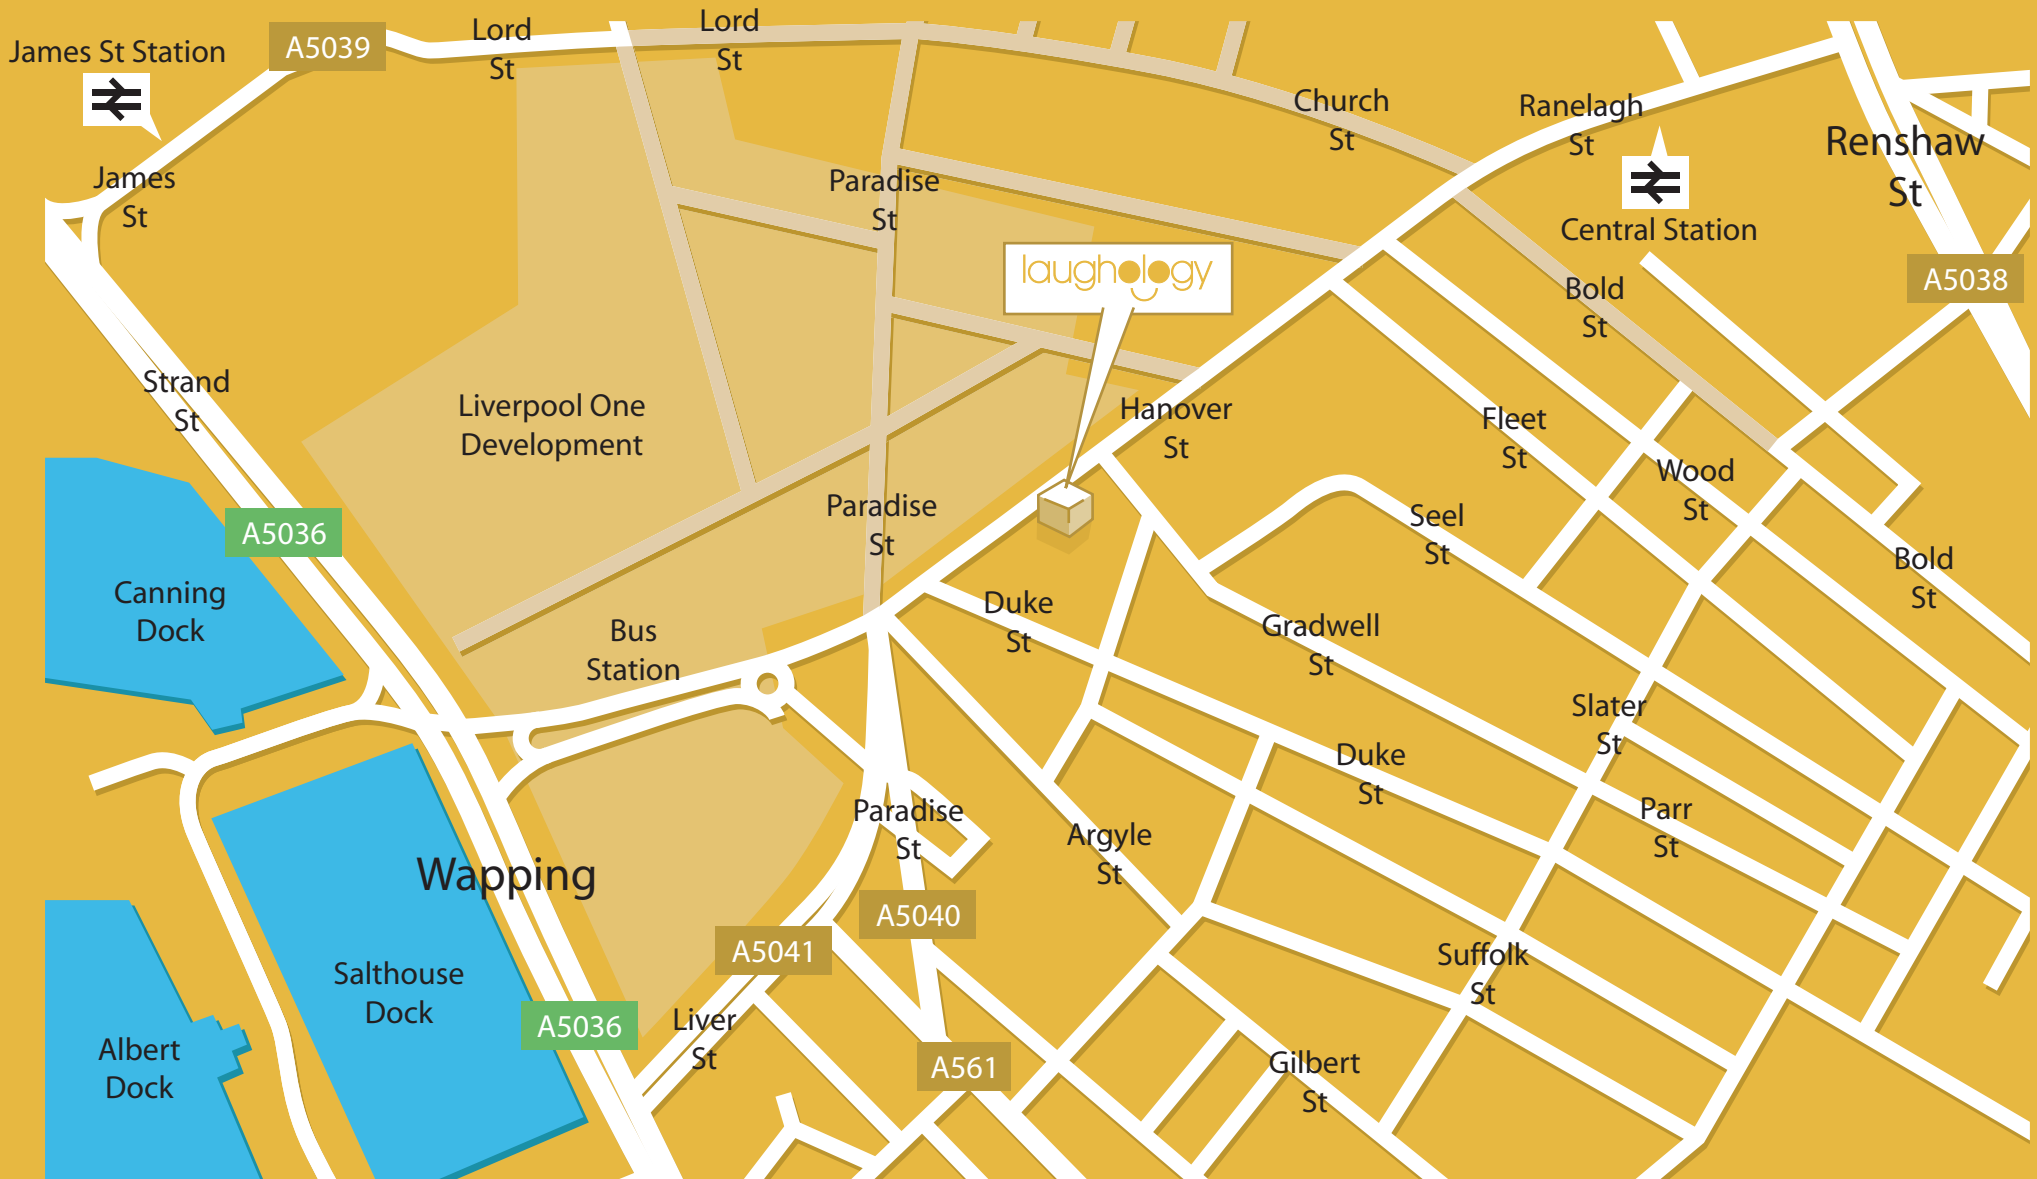 Lord
St
Lord
St
A5039
James St Station
Church
St
Ranelagh
St
Renshaw
St
James
St
Paradise
St
Central Station
laughology
A5038
Bold
St
Strand
St
Liverpool One
Development
Hanover
St
Fleet
St
Wood
St
Paradise
St
Seel
St
A5036
Bold
St
Canning
Dock
Duke
St
Gradwell
St
Bus
Station
Slater
St
Duke
St
Paradise
St
Parr
St
Argyle
St
Wapping
A5040
A5041
Suffolk
St
Salthouse
Dock
A5036
Liver
St
Albert
Dock
A561
Gilbert
St